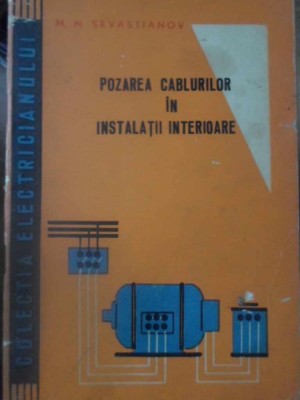 M. N. SEVASTIANOV
POZAREA CABLURILOR
ÎN
INSTALAȚII INTERIOARE
COLECȚIA ELECTRICIANULUI